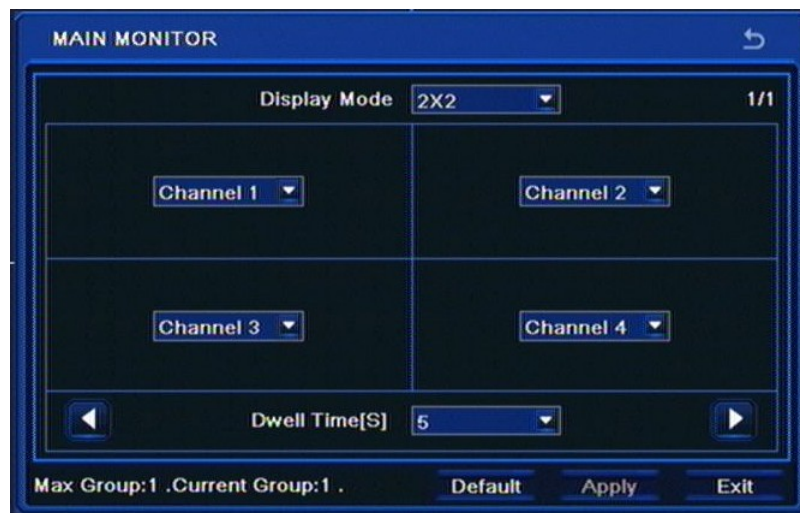 MAIN MONITOR
Display Mode 2X2 1/1
Channel 1 Channel 2
Channel 3 Channel 4
Dwell Time[S] 5
Max Group:1 .Current Group:1 . Default Apply Exit